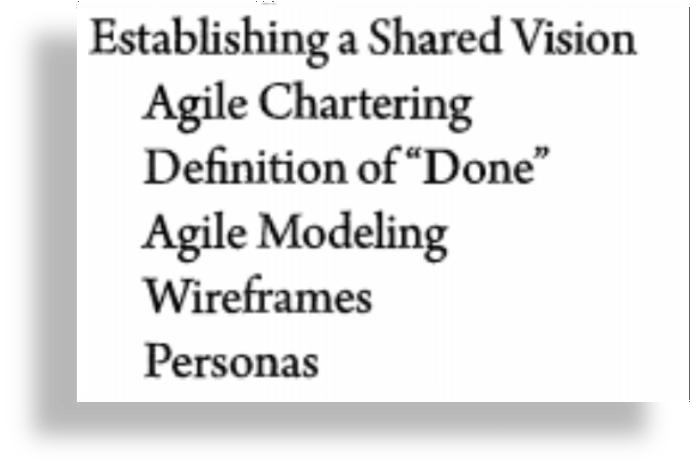 Establishing a Shared Vision
Agile Chartering
Definition of “Done”
Agile Modeling
Wireframes
Personas